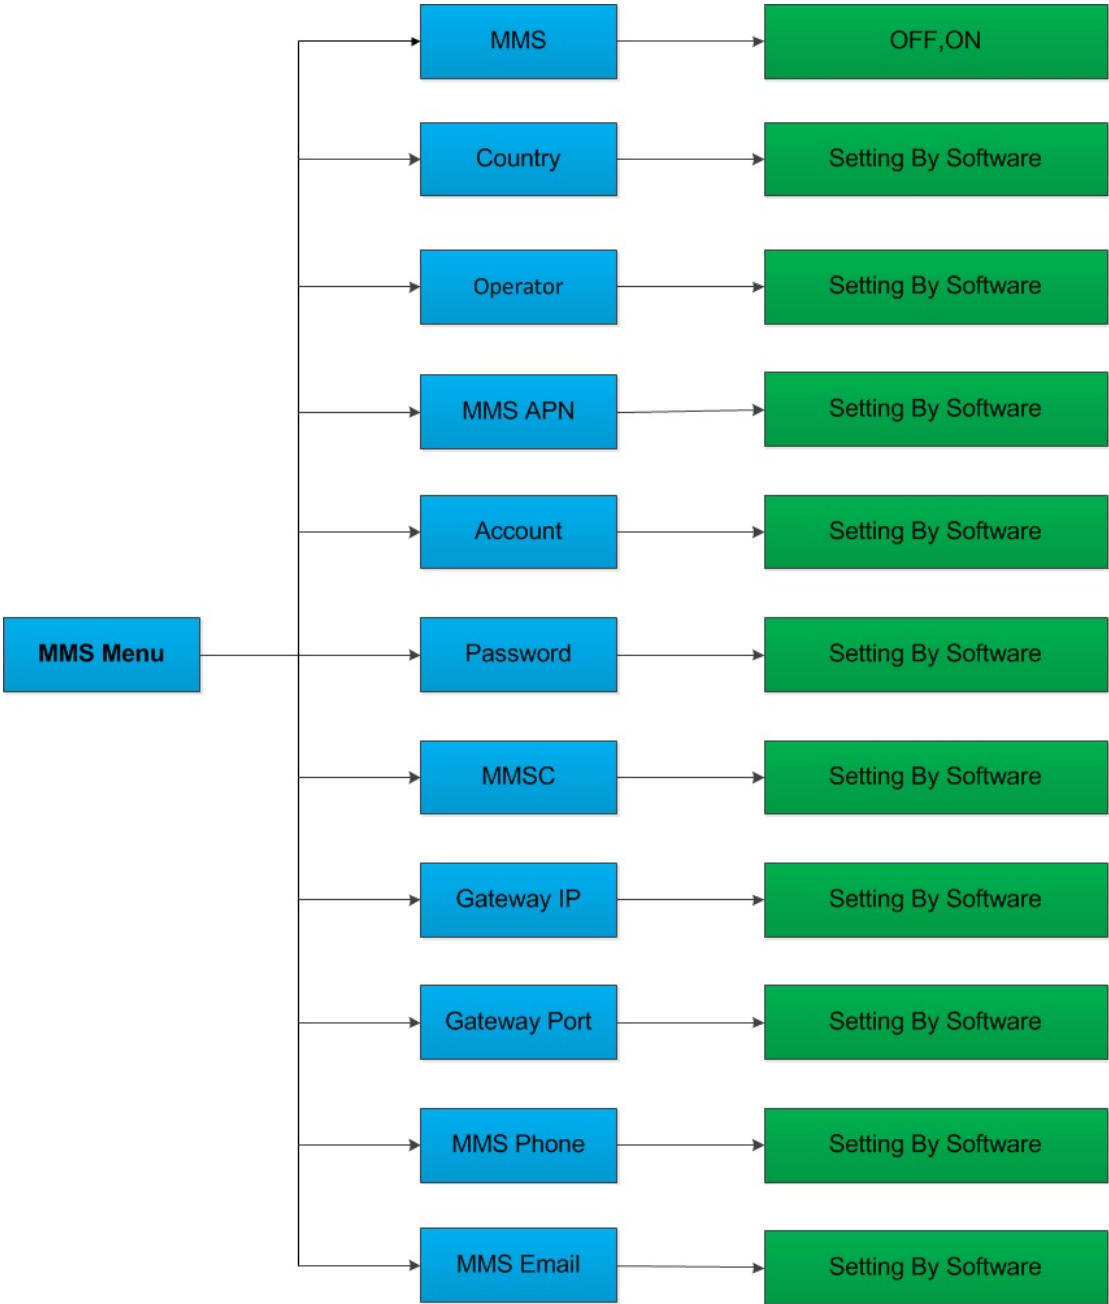 MMS
OFF,ON
Country
Setting By Software
Operator
Setting By Software
MMS APN
Setting By Software
Account
Setting By Software
MMS Menu
Password
Setting By Software
MMSC
Setting By Software
Gateway IP
Setting By Software
Gateway Port
Setting By Software
MMS Phone
Setting By Software
MMS Email
Setting By Software